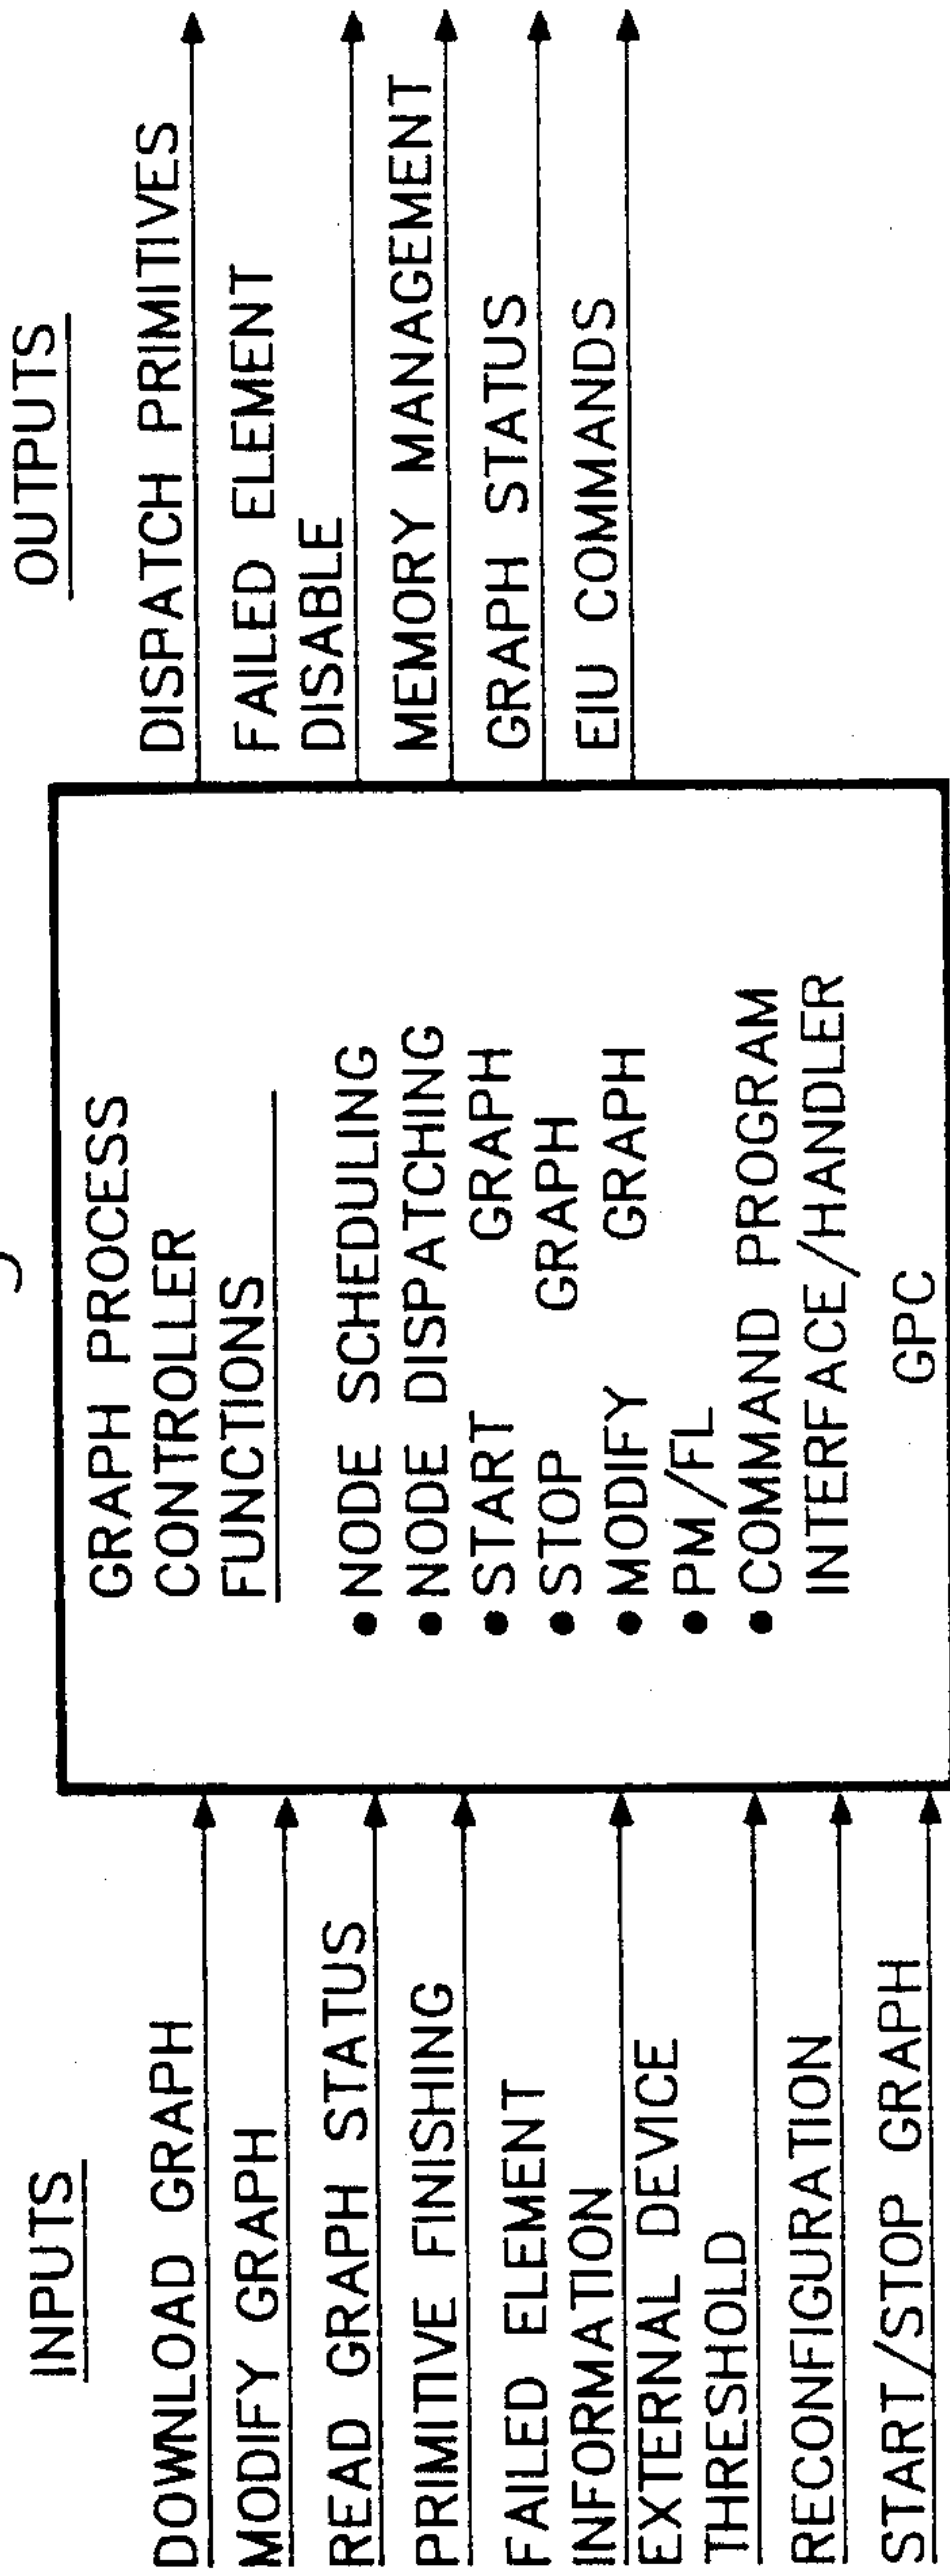 INPUTS
DOWNLOAD GRAPH
MODIFY GRAPH
READ GRAPH STATUS
PRIMITIVE FINISHING
FAILED ELEMENT
INFORMATION
EXTERNAL DEVICE
THRESHOLD
RECONFIGURATION
START/STOP GRAPH
GRAPH PROCESS
CONTROLLER
FUNCTIONS
• NODE SCHEDULING
• NODE DISPATCHING
• START GRAPH
• STOP GRAPH
• MODIFY GRAPH
• PM/FL
• COMMAND PROGRAM
INTERFACE/HANDLER
GPC
OUTPUTS
DISPATCH PRIMITIVES
FAILED ELEMENT
DISABLE
MEMORY MANAGEMENT
GRAPH STATUS
EIU COMMANDS